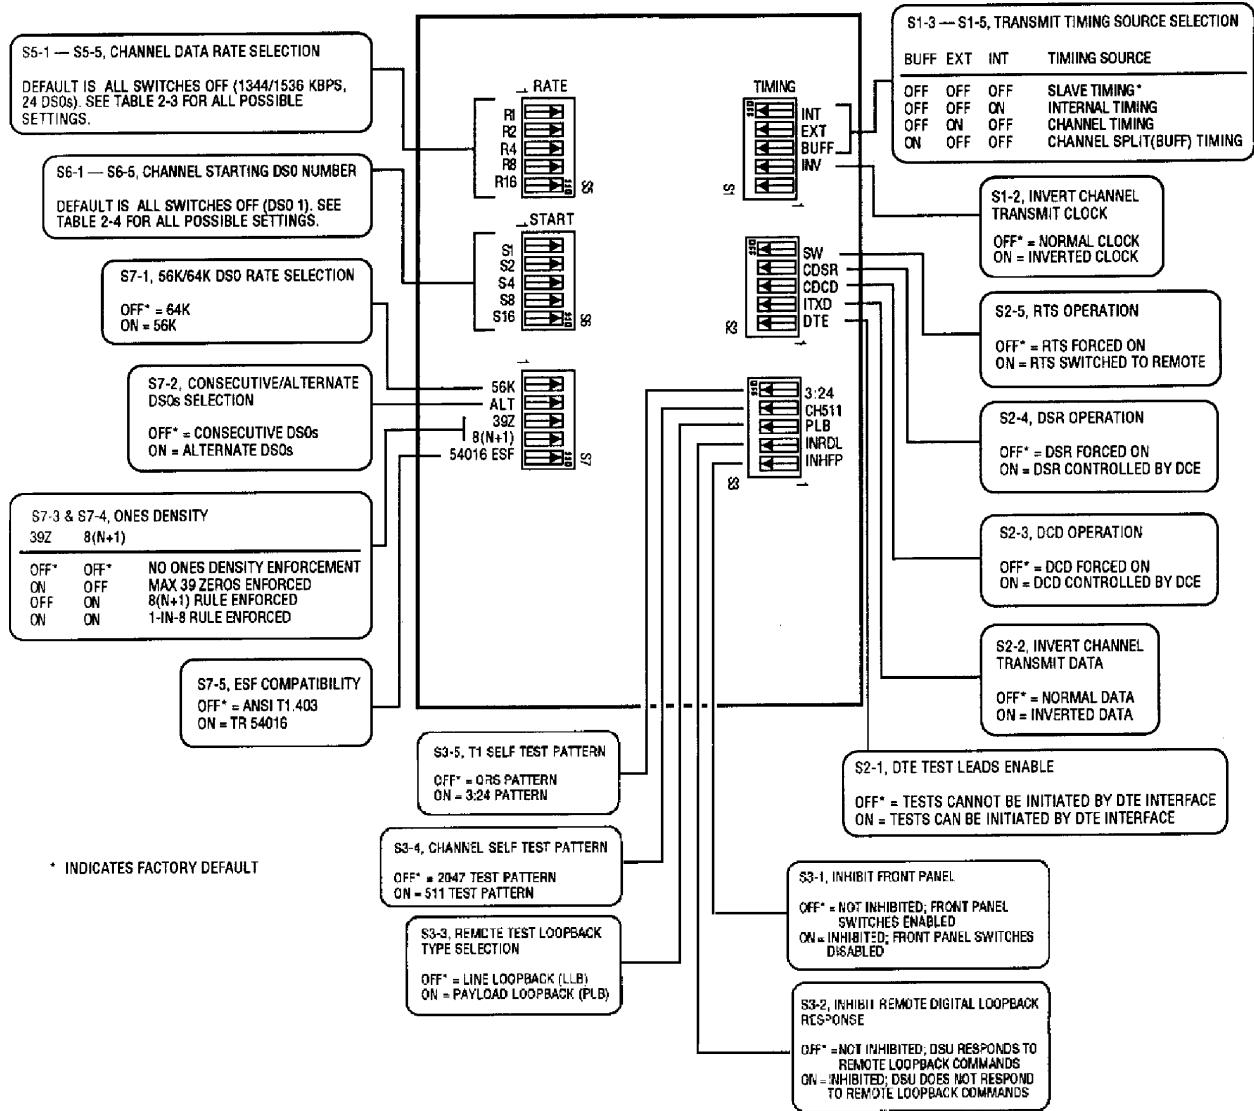 S5-1 — S5-5, CHANNEL DATA RATE SELECTION
DEFAULT IS ALL SWITCHES OFF (1344/1536 KBPS,
24 DS0s). SEE TABLE 2-3 FOR ALL POSSIBLE
SETTINGS.
S6-1 — S6-5, CHANNEL STARTING DS0 NUMBER
DEFAULT IS ALL SWITCHES OFF (DS0 1). SEE
TABLE 2-4 FOR ALL POSSIBLE SETTINGS.
S7-1, 56K/64K DS0 RATE SELECTION
OFF* = 64K
ON = 56K
S7-2, CONSECUTIVE/ALTERNATE
DS0s SELECTION
OFF* = CONSECUTIVE DS0s
ON = ALTERNATE DS0s
S7-3 & S7-4, ONES DENSITY
39Z 8(N+1)
OFF* OFF* NO ONES DENSITY ENFORCEMENT
ON OFF MAX 39 ZEROS ENFORCED
OFF ON 8(N+1) RULE ENFORCED
ON ON 1-IN-8 RULE ENFORCED
S7-5, ESF COMPATIBILITY
OFF* = ANSI T1.403
ON = TR 54016
* INDICATES FACTORY DEFAULT
1
RATE
R1
R2
R4
R8
R16
S5
1
START
S1
S2
S4
S8
S16
S6
1
56K
ALT
39Z
8(N+1)
54016 ESF
S7
TIMING
INT
EXT
BUFF
INV
S1
1
SW
CDSR
CDCD
ITXD
DTE
S2
1
3:24
CH511
PLB
INRDL
INHFP
S3
1
S1-3 — S1-5, TRANSMIT TIMING SOURCE SELECTION
BUFF EXT INT TIMIING SOURCE
OFF OFF OFF SLAVE TIMING*
OFF OFF ON INTERNAL TIMING
OFF ON OFF CHANNEL TIMING
ON OFF OFF CHANNEL SPLIT(BUFF) TIMING
S1-2, INVERT CHANNEL
TRANSMIT CLOCK
OFF* = NORMAL CLOCK
ON = INVERTED CLOCK
S2-5, RTS OPERATION
OFF* = RTS FORCED ON
ON = RTS SWITCHED TO REMOTE
S2-4, DSR OPERATION
OFF* = DSR FORCED ON
ON = DSR CONTROLLED BY DCE
S2-3, DCD OPERATION
OFF* = DCD FORCED ON
ON = DCD CONTROLLED BY DCE
S2-2, INVERT CHANNEL
TRANSMIT DATA
OFF* = NORMAL DATA
ON = INVERTED DATA
S2-1, DTE TEST LEADS ENABLE
OFF* = TESTS CANNOT BE INITIATED BY DTE INTERFACE
ON = TESTS CAN BE INITIATED BY DTE INTERFACE
S3-5, T1 SELF TEST PATTERN
OFF* = QRS PATTERN
ON = 3:24 PATTERN
S3-4, CHANNEL SELF TEST PATTERN
OFF* = 2047 TEST PATTERN
ON = 511 TEST PATTERN
S3-3, REMOTE TEST LOOPBACK
TYPE SELECTION
OFF* = LINE LOOPBACK (LLB)
ON = PAYLOAD LOOPBACK (PLB)
S3-1, INHIBIT FRONT PANEL
OFF* = NOT INHIBITED; FRONT PANEL
SWITCHES ENABLED
ON = INHIBITED; FRONT PANEL SWITCHES
DISABLED
S3-2, INHIBIT REMOTE DIGITAL LOOPBACK
RESPONSE
OFF* = NOT INHIBITED; DSU RESPONDS TO
REMOTE LOOPBACK COMMANDS
ON = INHIBITED; DSU DOES NOT RESPOND
TO REMOTE LOOPBACK COMMANDS